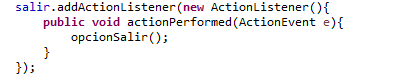 salir.addActionListener(new ActionListener(){
    public void actionPerformed(ActionEvent e){
        opcionSalir();
    }
});